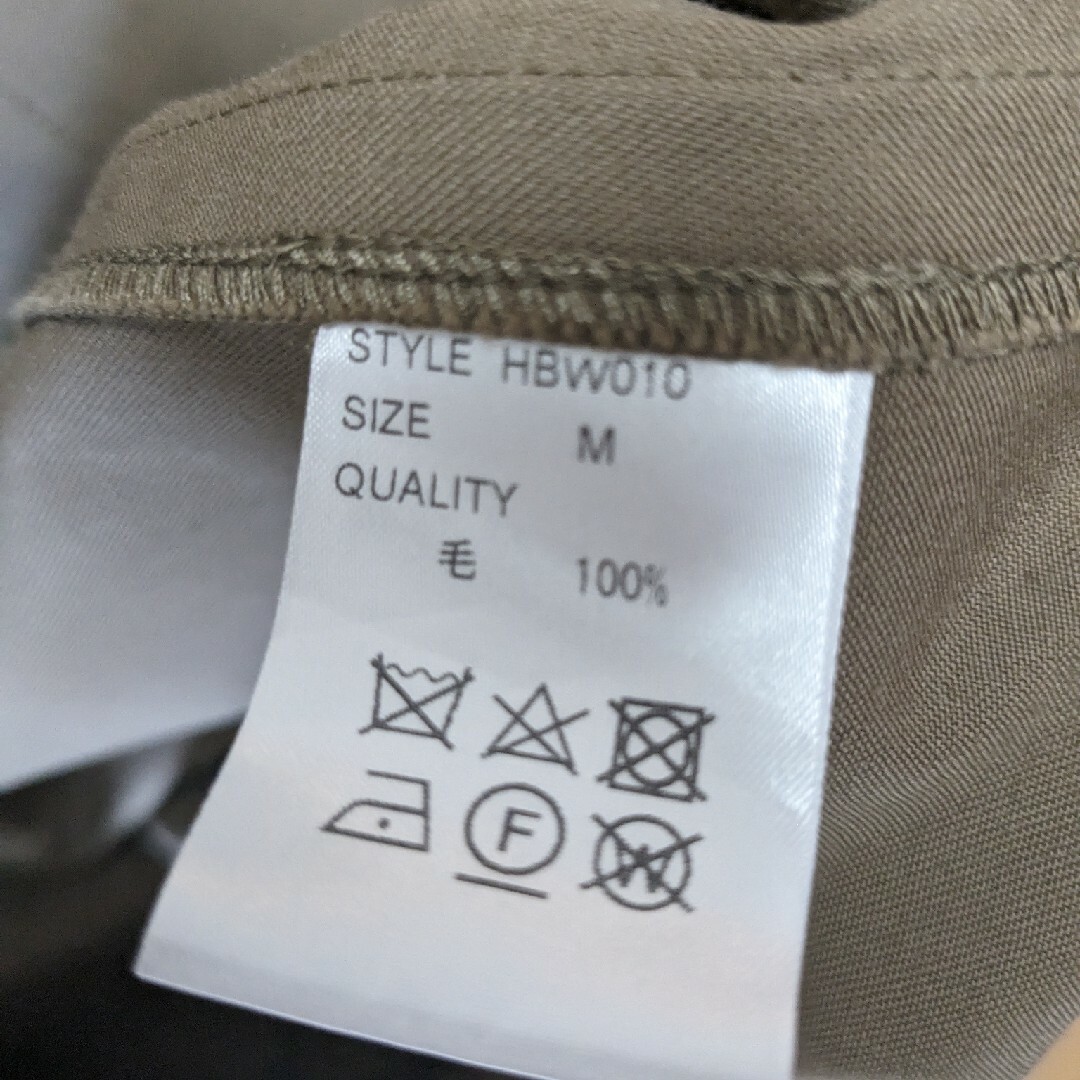 STYLE HBW010
SIZE M
QUALITY
毛 100%
F
W